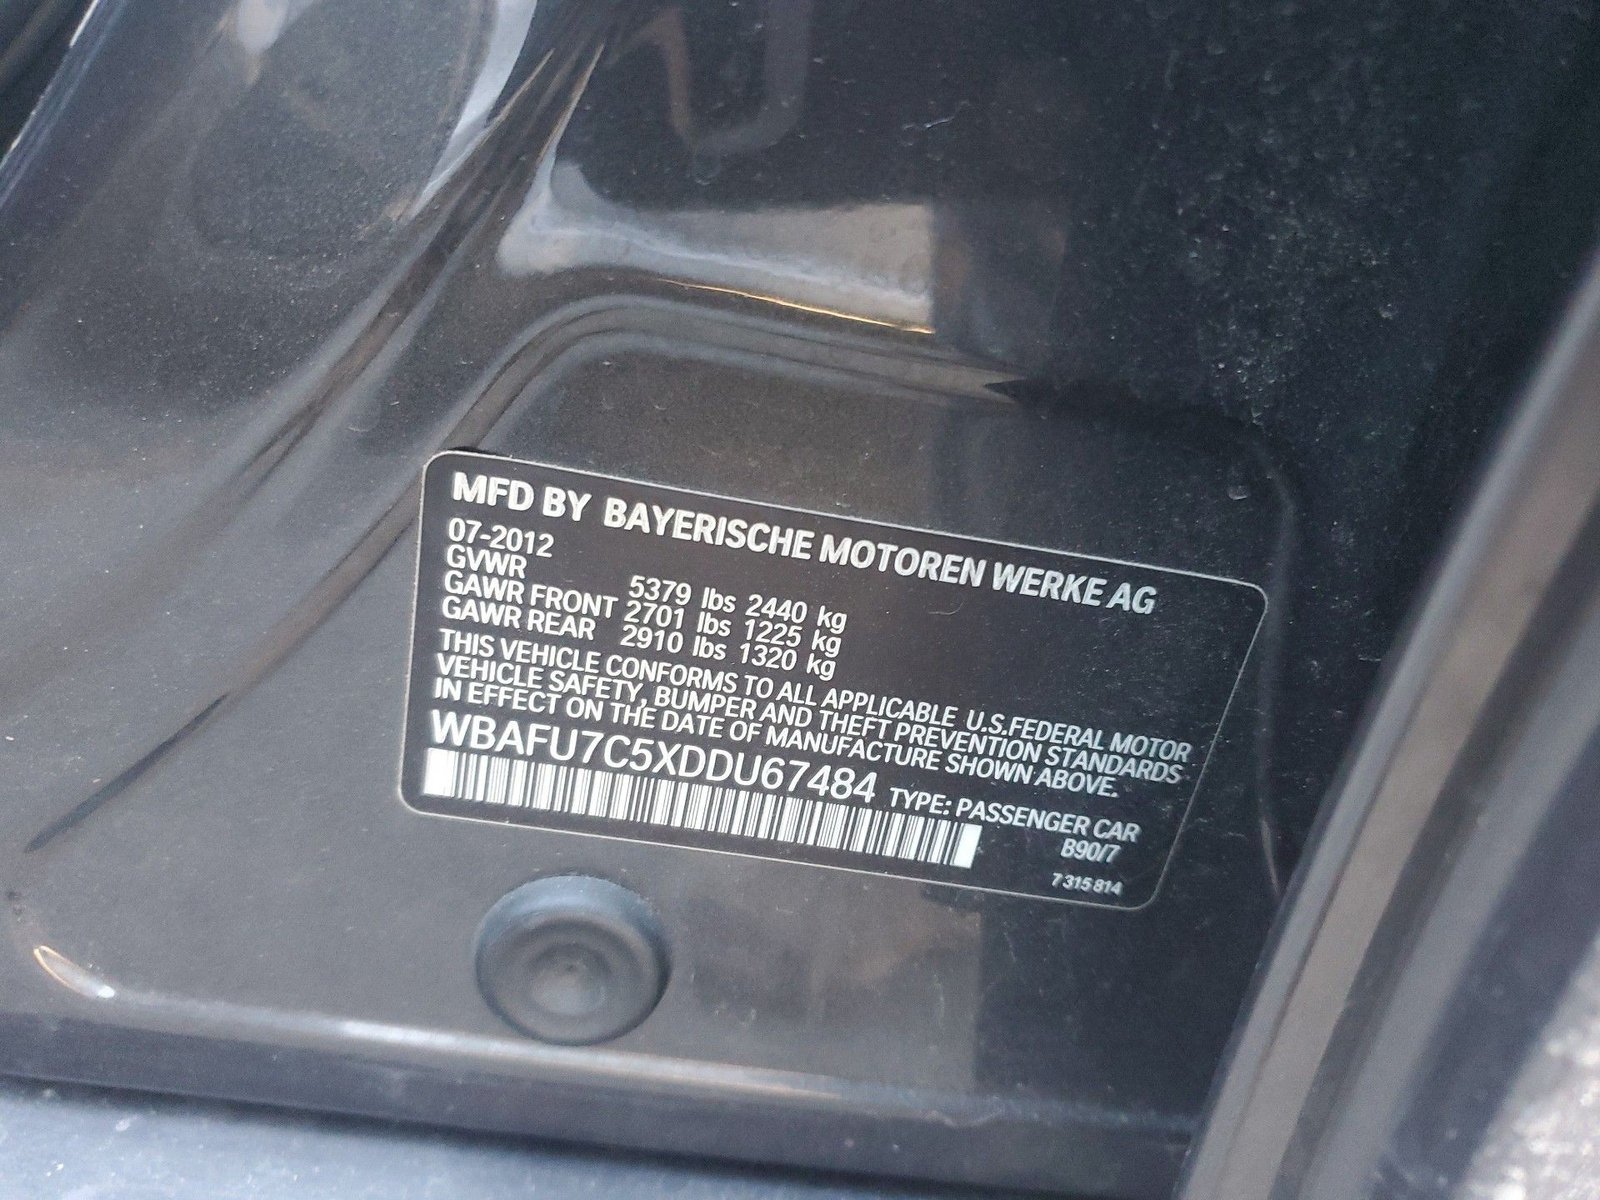 MFD BY BAYERISCHE MOTOREN WERKE AG
07-2012
GVWR 5379 lbs 2440 kg
GAWR FRONT 2701 lbs 1225 kg
GAWR REAR 2910 lbs 1320 kg
THIS VEHICLE CONFORMS TO ALL APPLICABLE U.S.FEDERAL MOTOR
VEHICLE SAFETY, BUMPER AND THEFT PREVENTION STANDARDS
IN EFFECT ON THE DATE OF MANUFACTURE SHOWN ABOVE.
WBAFU7C5XDDU67484 TYPE: PASSENGER CAR
B90/7
7 315 814